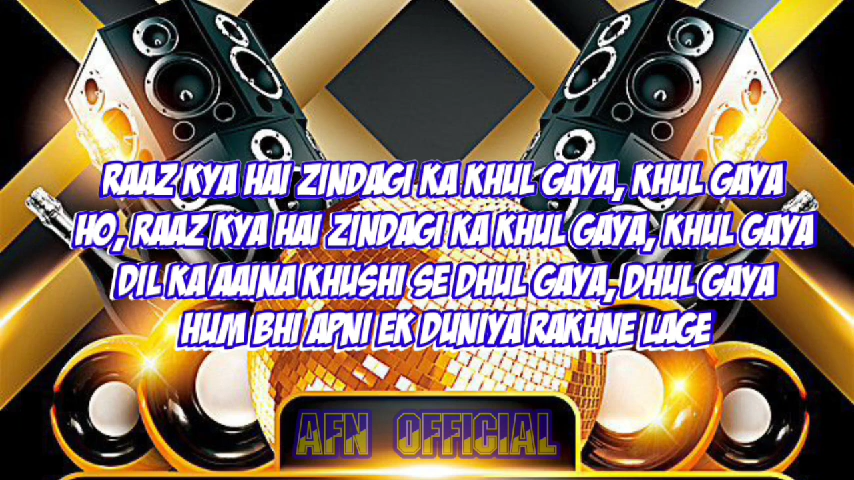 RAAZ KYA HAI ZINDAGI KA KHUL GAYA, KHUL GAYA
HO, RAAZ KYA HAI ZINDAGI KA KHUL GAYA, KHUL GAYA
DIL KA AAINA KHUSHI SE DHUL GAYA, DHUL GAYA
HUM BHI APNI EK DUNIYA RAKHNE LAGE
AFN OFFICIAL